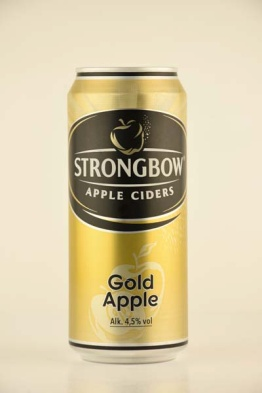 STRONGBOW
APPLE CIDERS
Gold
Apple
Alk. 4,5% vol